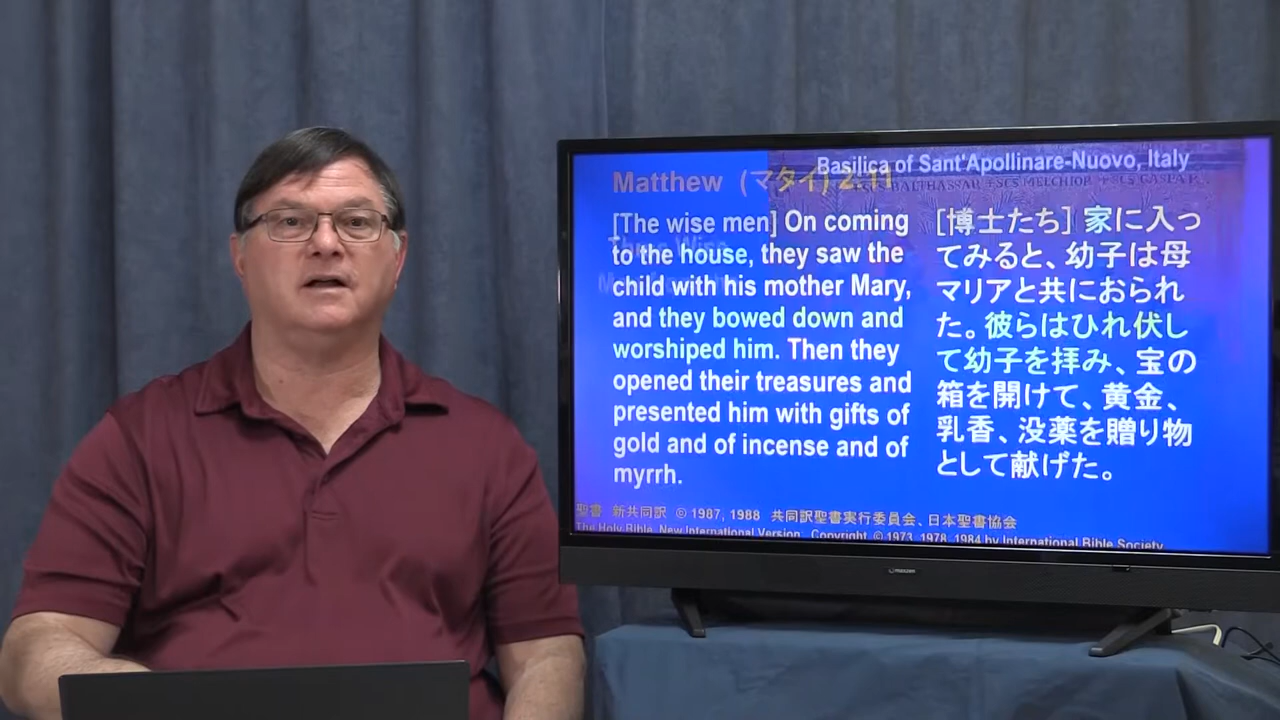 Basilica of Sant'Apollinare-Nuovo, Italy
Matthew (マタイ) 2:11
BALTHASSAR +SCS MELCHIOR +SCS GASPAR
[The wise men] On coming
to the house, they saw the
child with his mother Mary,
and they bowed down and
worshiped him. Then they
opened their treasures and
presented him with gifts of
gold and of incense and of
myrrh.
[博士たち] 家に入っ
てみると、幼子は母
マリアと共におられ
た。彼らはひれ伏し
て幼子を拝み、宝の
箱を開けて、黄金、
乳香、没薬を贈り物
として献げた。
聖書 新共同訳 © 1987, 1988 共同訳聖書実行委員会、日本聖書協会
The Holy Bible, New International Version, Copyright © 1973, 1978, 1984 by International Bible Society